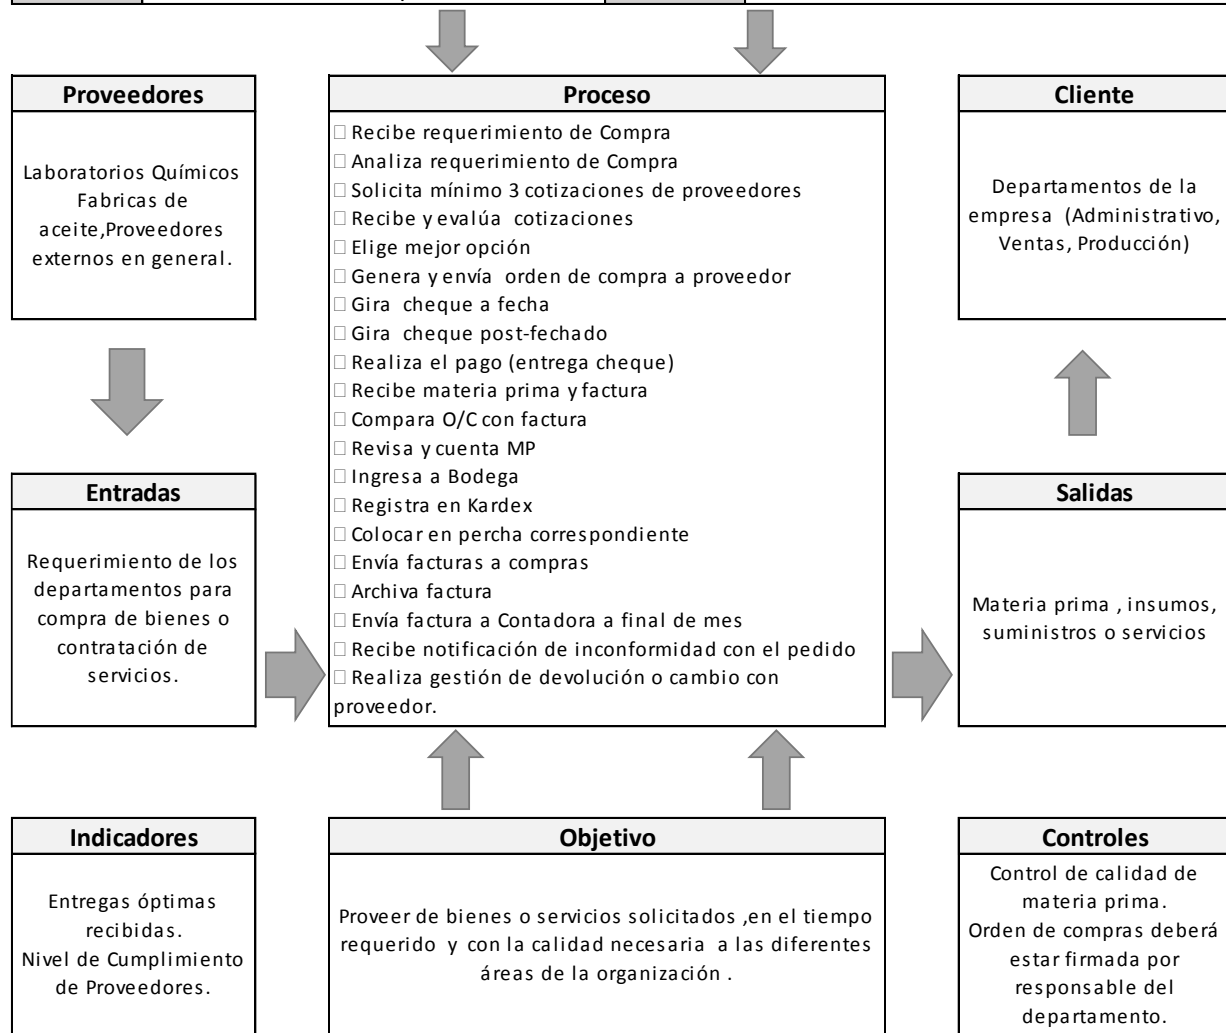 Proveedores
Laboratorios Químicos
Fabricas de
aceite,Proveedores
externos en general.
Proceso
□ Recibe requerimiento de Compra
□ Analiza requerimiento de Compra
□ Solicita mínimo 3 cotizaciones de proveedores
□ Recibe y evalúa cotizaciones
□ Elige mejor opción
□ Genera y envía orden de compra a proveedor
□ Gira cheque a fecha
□ Gira cheque post-fechado
□ Realiza el pago (entrega cheque)
□ Recibe materia prima y factura
□ Compara O/C con factura
□ Revisa y cuenta MP
□ Ingresa a Bodega
□ Registra en Kardex
□ Colocar en percha correspondiente
□ Envía facturas a compras
□ Archiva factura
□ Envía factura a Contadora a final de mes
□ Recibe notificación de inconformidad con el pedido
□ Realiza gestión de devolución o cambio con
proveedor.
Cliente
Departamentos de la
empresa (Administrativo,
Ventas, Producción)
Entradas
Requerimiento de los
departamentos para
compra de bienes o
contratación de
servicios.
Salidas
Materia prima , insumos,
suministros o servicios
Indicadores
Entregas óptimas
recibidas.
Nivel de Cumplimiento
de Proveedores.
Objetivo
Proveer de bienes o servicios solicitados ,en el tiempo
requerido y con la calidad necesaria a las diferentes
áreas de la organización .
Controles
Control de calidad de
materia prima.
Orden de compras deberá
estar firmada por
responsable del
departamento.